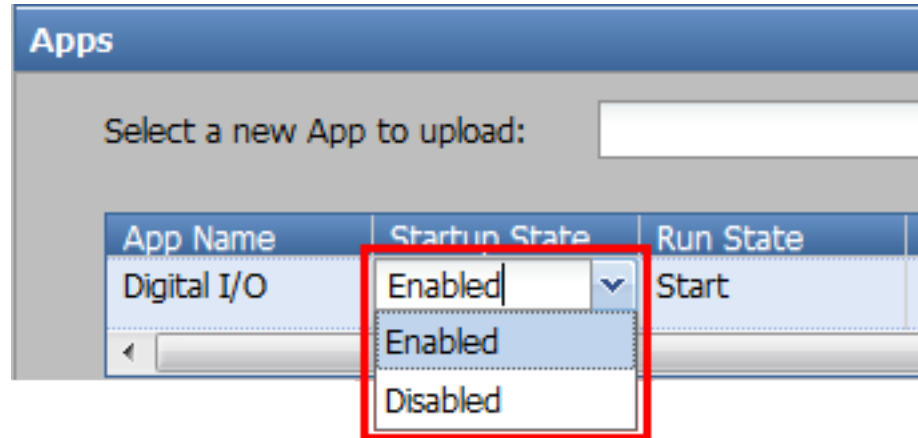 Apps
Select a new App to upload:
App Name Startup State Run State
Digital I/O Enabled Start
Enabled
Disabled